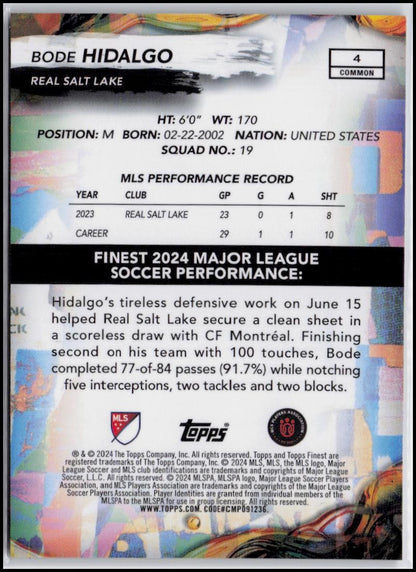 BODE HIDALGO
REAL SALT LAKE
4
COMMON
HT: 6'0" WT: 170
POSITION: M BORN: 02-22-2002 NATION: UNITED STATES
SQUAD NO.: 19
MLS PERFORMANCE RECORD
YEAR CLUB GP G A SHT
2023 REAL SALT LAKE 23 0 1 8
CAREER 29 1 1 10
FINEST 2024 MAJOR LEAGUE
SOCCER PERFORMANCE:
Hidalgo's tireless defensive work on June 15
helped Real Salt Lake secure a clean sheet in
a scoreless draw with CF Montréal. Finishing
second on his team with 100 touches, Bode
completed 77-of-84 passes (91.7%) while notching
five interceptions, two tackles and two blocks.
MLS
Topps
MLS PLAYERS ASSOCIATION
® & © 2024 The Topps Company, Inc. All rights reserved. Topps and Topps Finest are
registered trademarks of The Topps Company, Inc. © 2024 MLS. MLS, the MLS logo, Major
League Soccer and MLS club identifications are trademarks and copyrights of Major League
Soccer, L.L.C. All rights reserved. © 2024 MLSPA. MLSPA, MLSPA logo, Major League Soccer Players
Association, and MLS Players Association are trademarks and copyrights of Major League
Soccer Players Association. Player Identities are granted from individual members of the
MLSPA to the MLSPA for use in group licensing. All rights reserved.
WWW.TOPPS.COM. CODE#CMP091236.